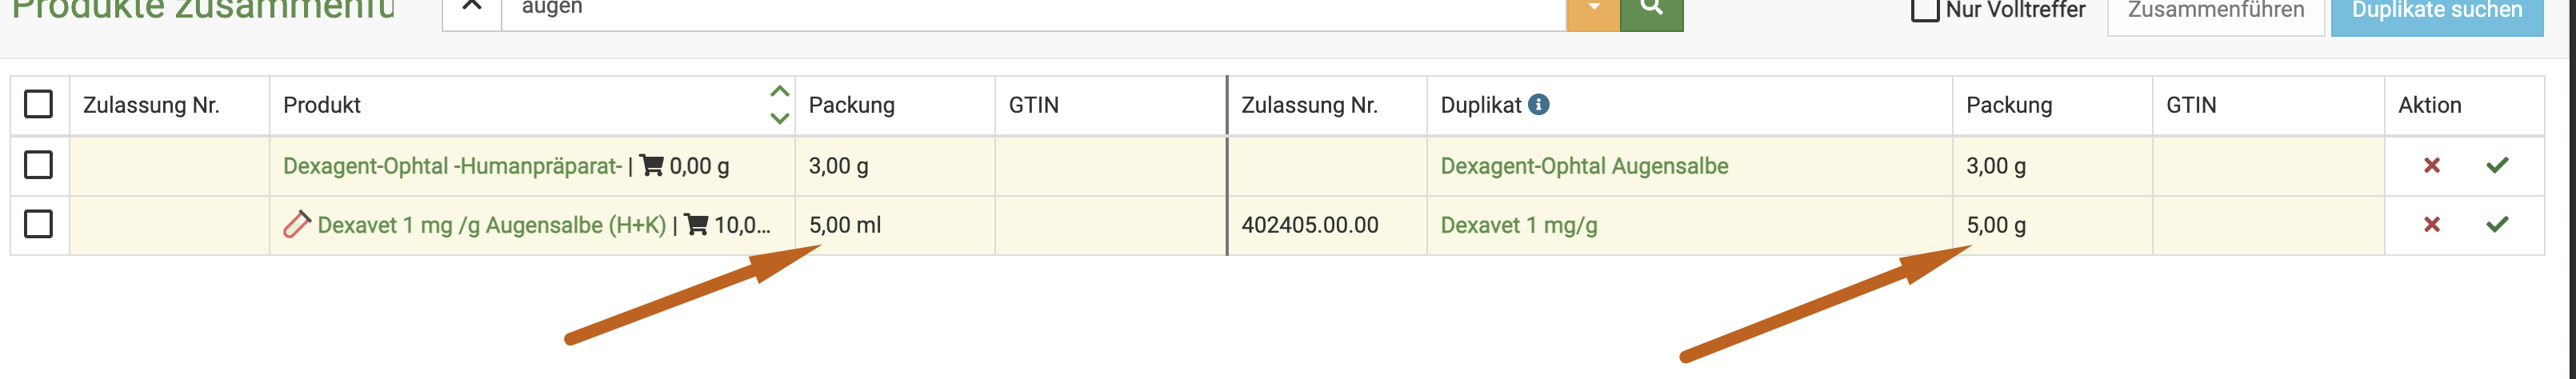 Produkte zusammenfü
augen
Nur Volltreffer
Zusammenführen
Duplikate suchen
Zulassung Nr. Produkt Packung GTIN Zulassung Nr. Duplikat Packung GTIN Aktion
Dexagent-Ophtal -Humanpräparat- | 0,00 g 3,00 g Dexagent-Ophtal Augensalbe 3,00 g
Dexavet 1 mg /g Augensalbe (H+K) | 10,0... 5,00 ml 402405.00.00 Dexavet 1 mg/g 5,00 g